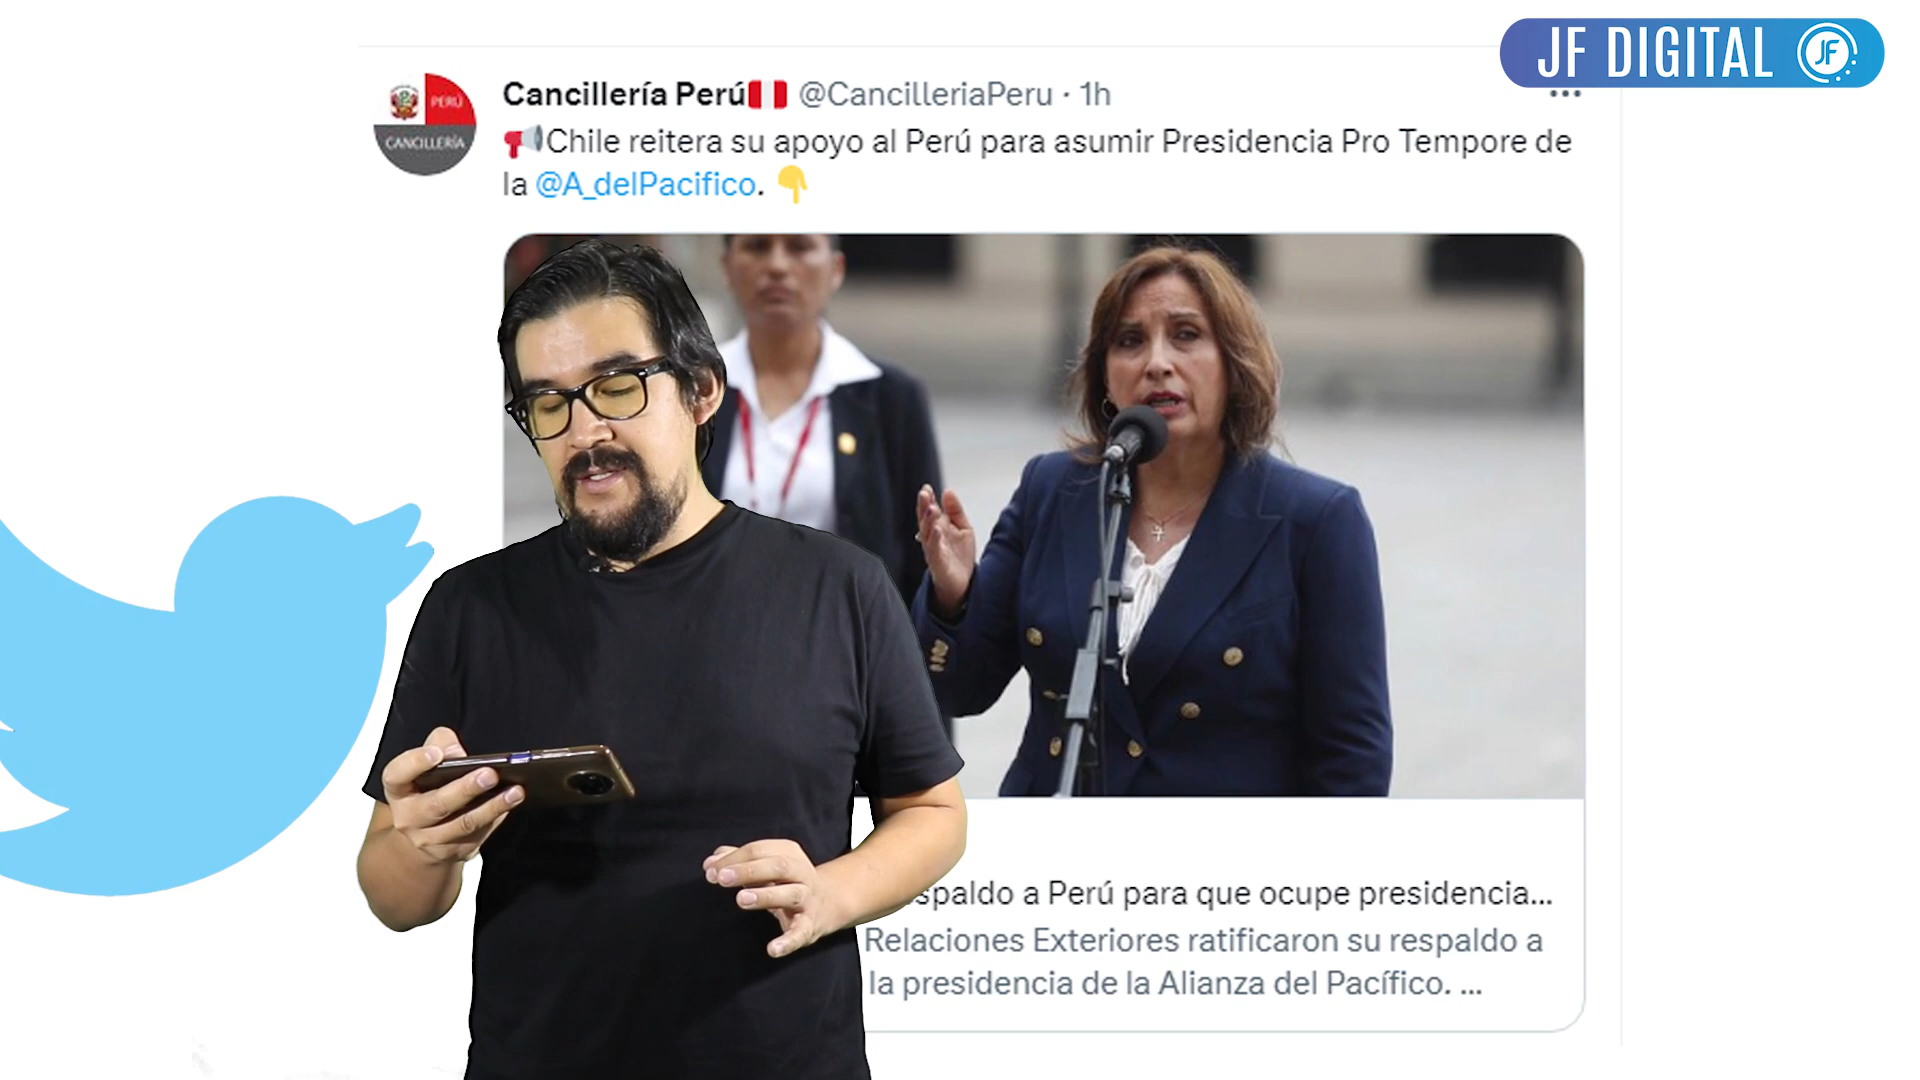 JF DIGITAL JF
Cancillería Perú @CancilleriaPeru · 1h
PERÚ
CANCILLERÍA
Chile reitera su apoyo al Perú para asumir Presidencia Pro Tempore de
la @A_delPacifico.
spaldo a Perú para que ocupe presidencia...
Relaciones Exteriores ratificaron su respaldo a
la presidencia de la Alianza del Pacífico. ...